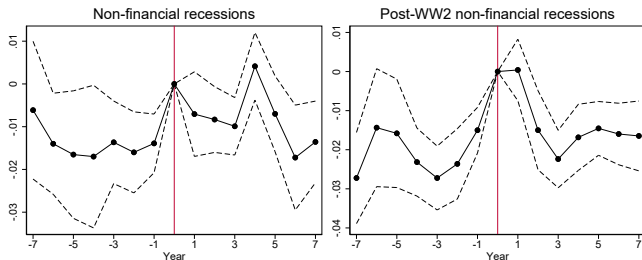 Non-financial recessions
.01
0
-.01
-.02
-.03
-7 -5 -3 -1 1 3 5 7
Year
Post-WW2 non-financial recessions
.01
0
-.01
-.02
-.03
-.04
-7 -5 -3 -1 1 3 5 7
Year